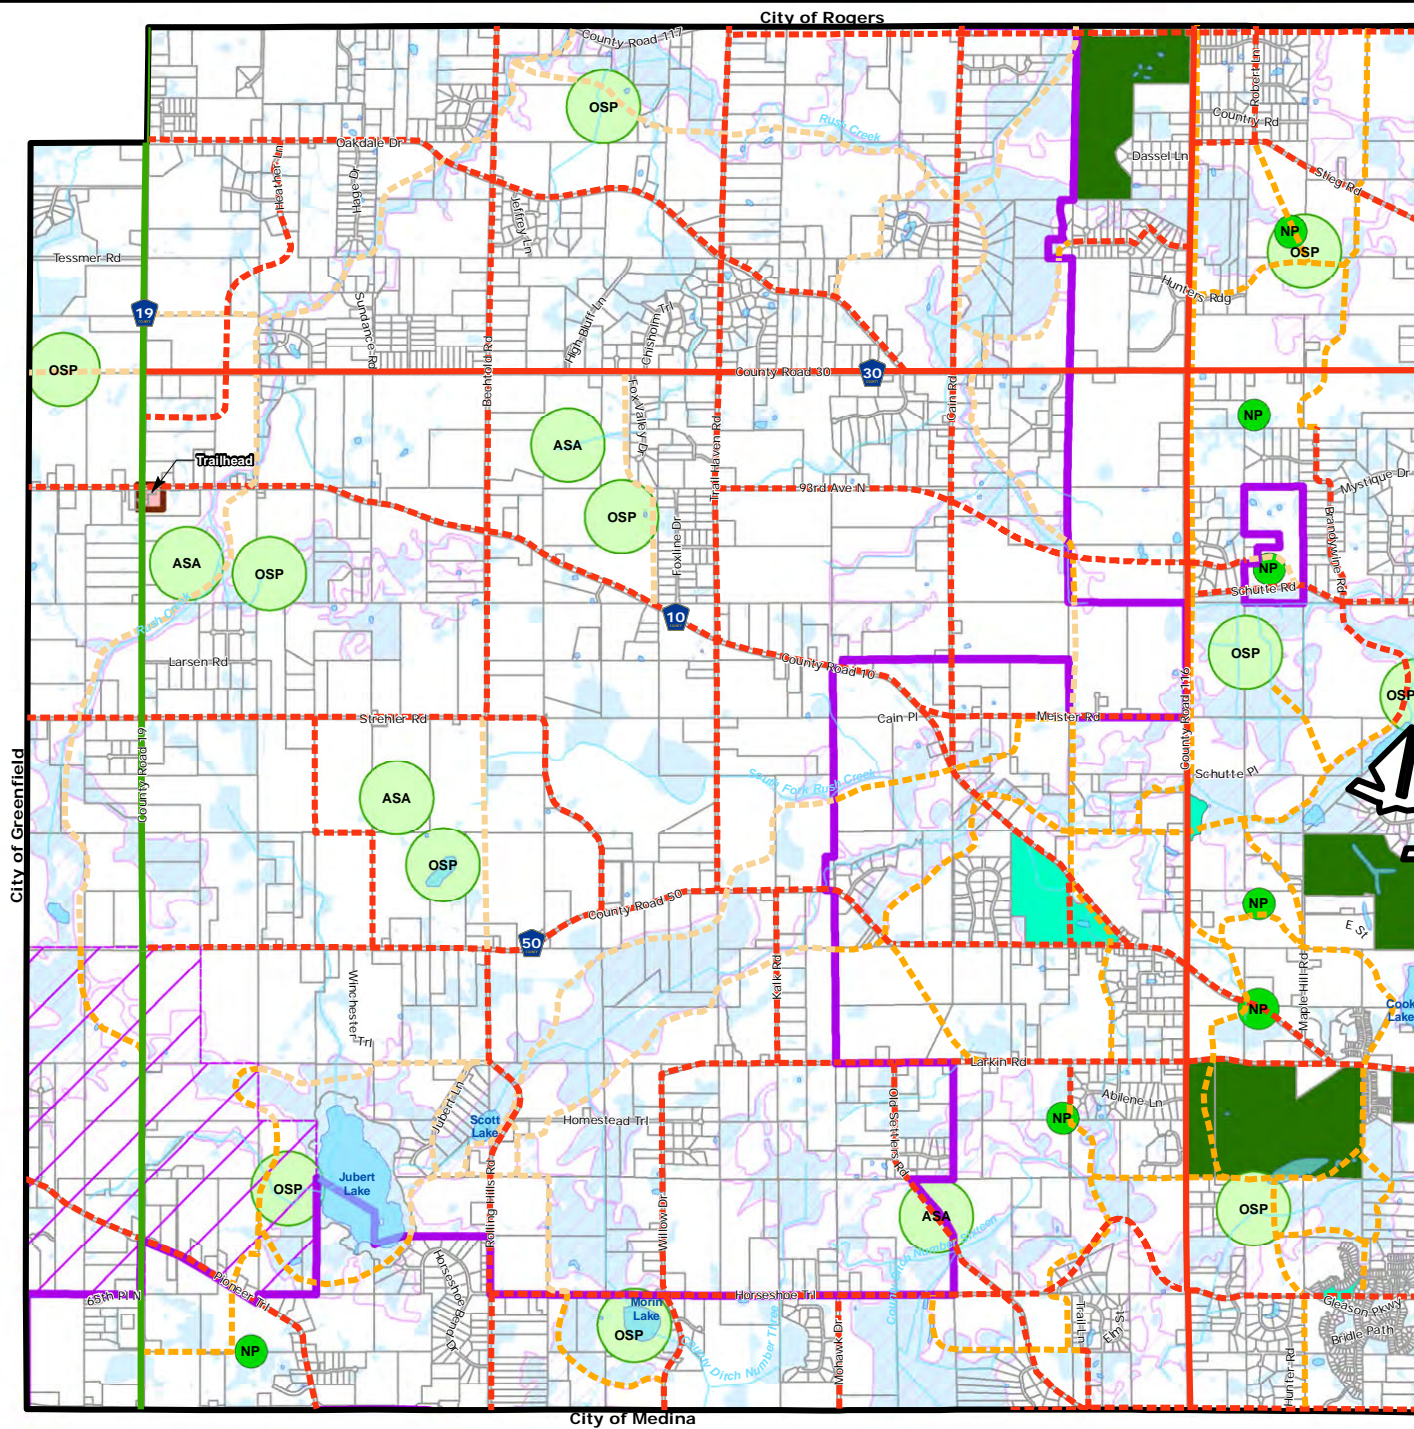 City of Rogers
County Road 117
OSP
Rush Creek
Robert Ln
Country Rd
Oakdale Dr
Heather Ln
Hage Dr
Dassel Ln
Stieg Rd
Jeffrey Ln
NP
OSP
Tessmer Rd
Hunters Rdg
19
Sundance Rd
High Bluff Ln
Chisholm Trl
OSP
Bechtold Rd
County Road 30
30
Cain Rd
Fox Valley Dr
NP
ASA
Trail Haven Rd
Trailhead
93rd Ave N
Mystique Dr
OSP
Brandywine Rd
Foxline Dr
ASA
OSP
NP
Schutte Rd
Rush Creek
10
Larsen Rd
County Road 10
OSP
County Road 116
OSP
Strehler Rd
Cain Pl
Meister Rd
City of Greenfield
County Road 19
South Fork Rush Creek
Schutte Pl
ASA
OSP
County Road 50
NP
E St
50
Kalk Rd
Maple Hill Rd
Winchester Trl
NP
Cook
Lake
Larkin Rd
Jubert Ln
Scott
Lake
Homestead Trl
Old Settlers Rd
Abilene Ln
NP
Jubert
Lake
OSP
Rolling Hills Rd
Willow Dr
ASA
OSP
County Ditch Number Sixteen
Horseshoe Bend Dr
Pioneer Trl
65th Pl N
Horseshoe Trl
Morin
Lake
OSP
County Ditch Number Three
Mohawk Dr
Trail Ln
Elm St
Gleason Pkwy
Bridle Path
Hunter Rd
NP
City of Medina